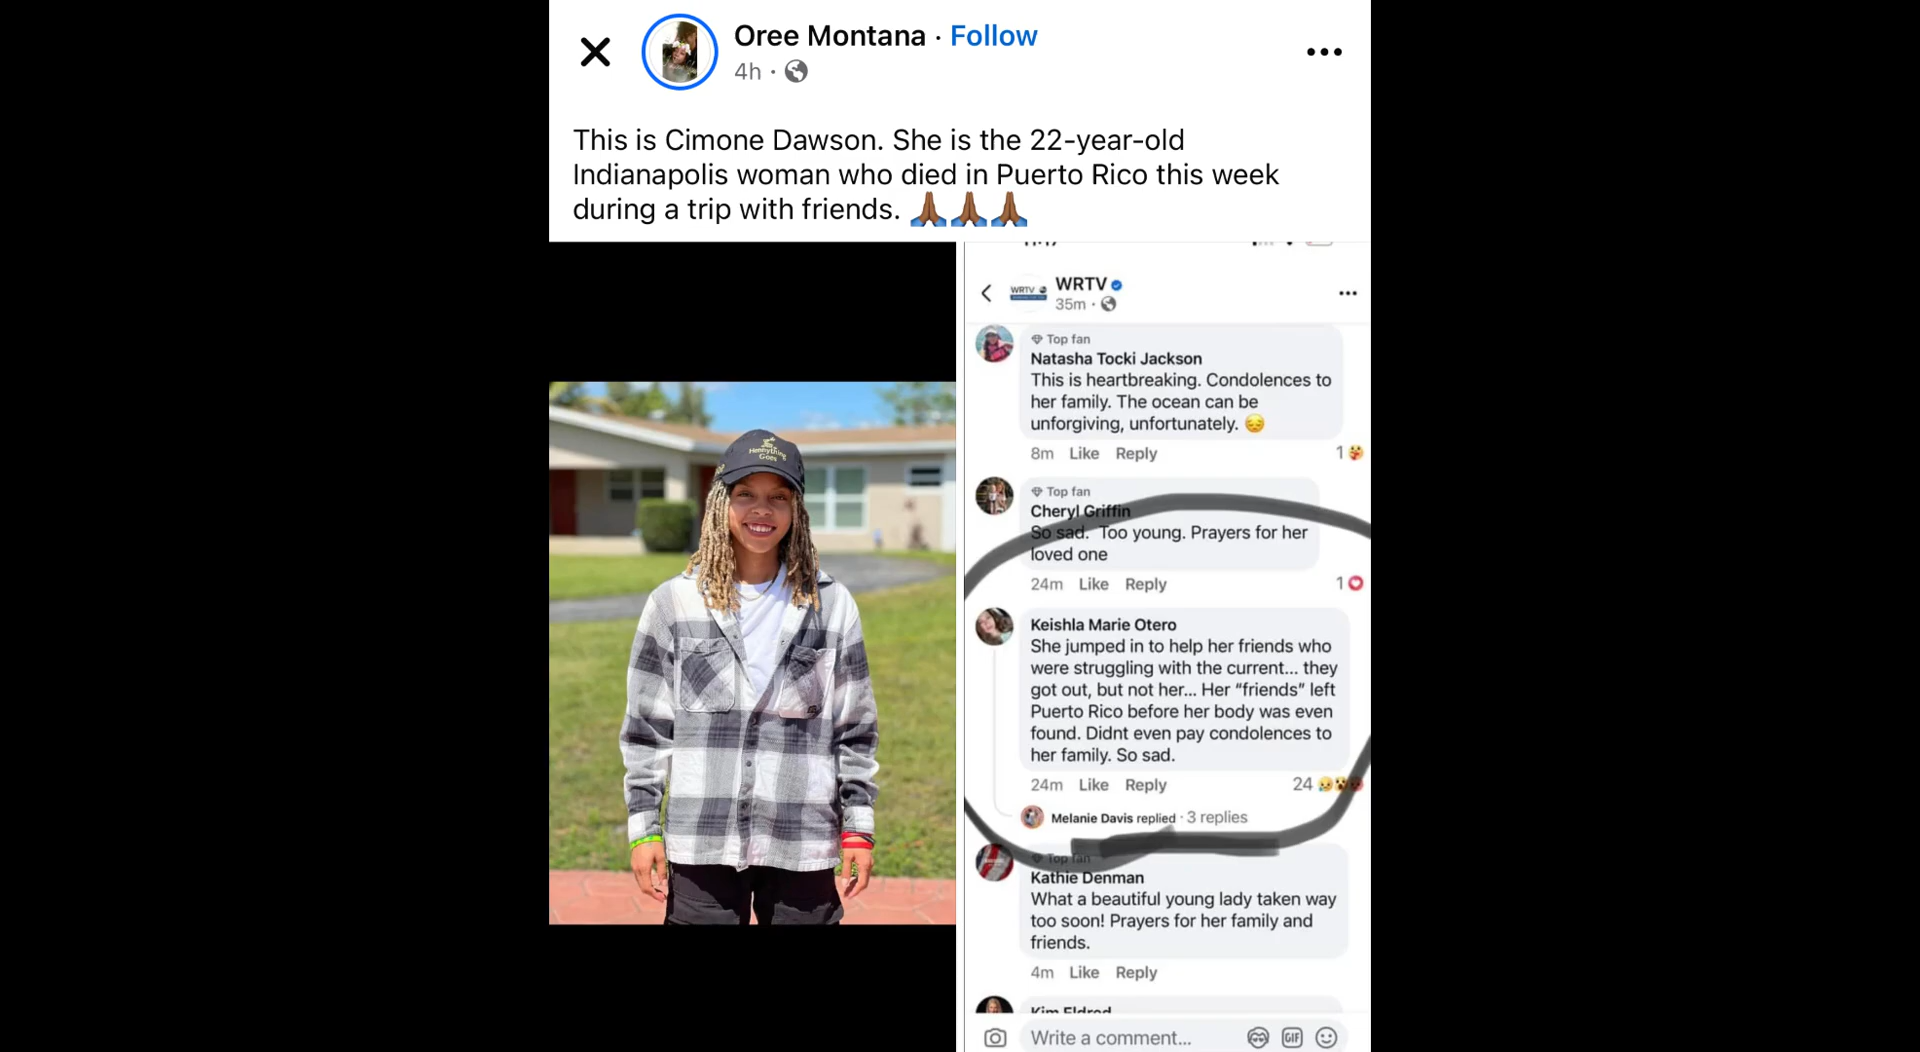 Oree Montana · Follow
4h ·
This is Cimone Dawson. She is the 22-year-old
Indianapolis woman who died in Puerto Rico this week
during a trip with friends. 🙏🏾🙏🏾🙏🏾
HennyThing
Goes
WRTV
WRTV
35m ·
Top fan
Natasha Tocki Jackson
This is heartbreaking. Condolences to
her family. The ocean can be
unforgiving, unfortunately. 😔
8m Like Reply 1
Top fan
Cheryl Griffin
So sad. Too young. Prayers for her
loved one
24m Like Reply 1
Keishla Marie Otero
She jumped in to help her friends who
were struggling with the current... they
got out, but not her... Her “friends” left
Puerto Rico before her body was even
found. Didnt even pay condolences to
her family. So sad.
24m Like Reply 24
Melanie Davis replied · 3 replies
Top fan
Kathie Denman
What a beautiful young lady taken way
too soon! Prayers for her family and
friends.
4m Like Reply
Kim Eldred
Write a comment...
GIF